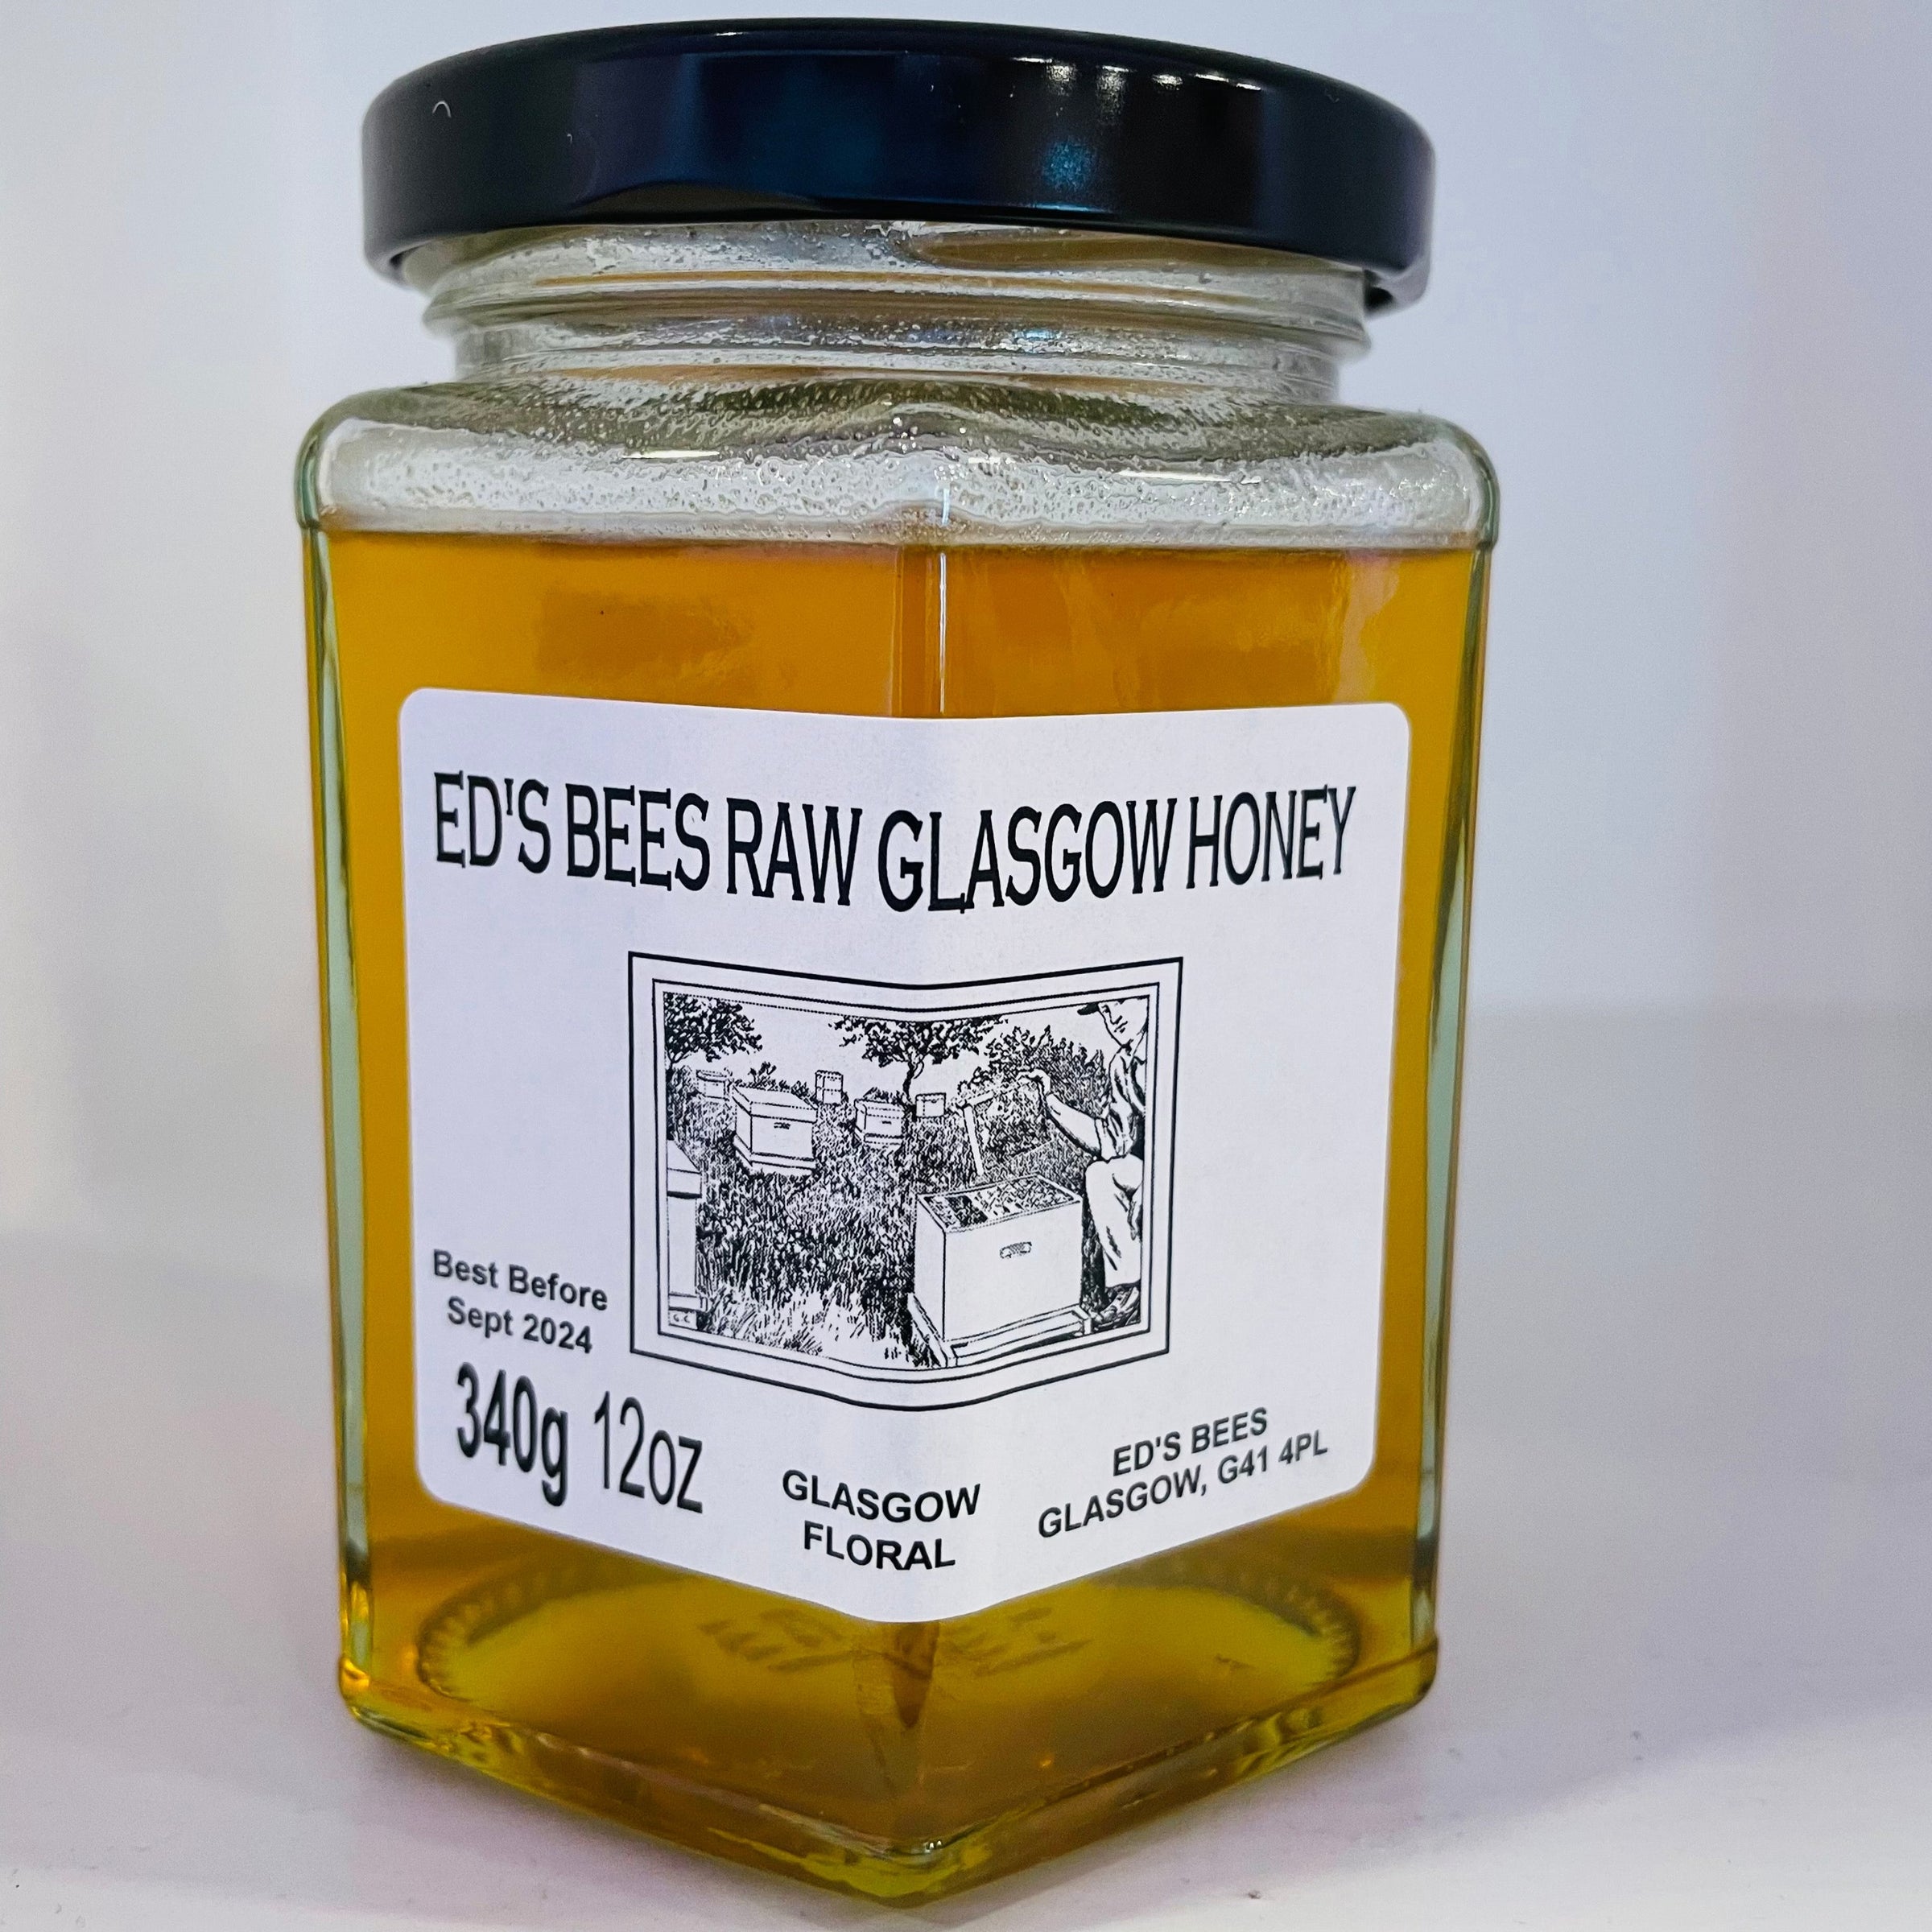 ED'S BEES RAW GLASGOW HONEY
Best Before
Sept 2024
340g 12oz
GLASGOW
FLORAL
ED'S BEES
GLASGOW, G41 4PL